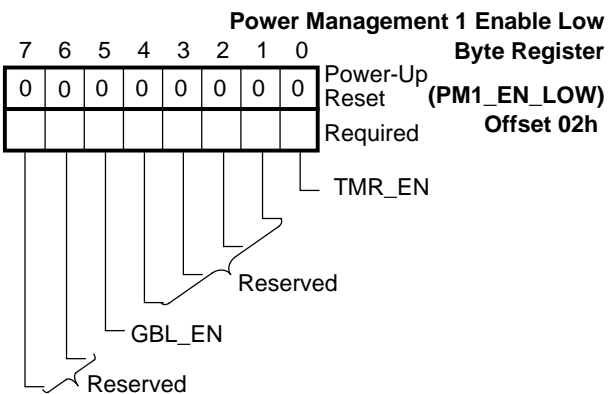 Power Management 1 Enable Low
Byte Register
(PM1_EN_LOW)
Offset 02h
7 6 5 4 3 2 1 0
0 0 0 0 0 0 0 0
Power-Up
Reset
Required
TMR_EN
Reserved
GBL_EN
Reserved